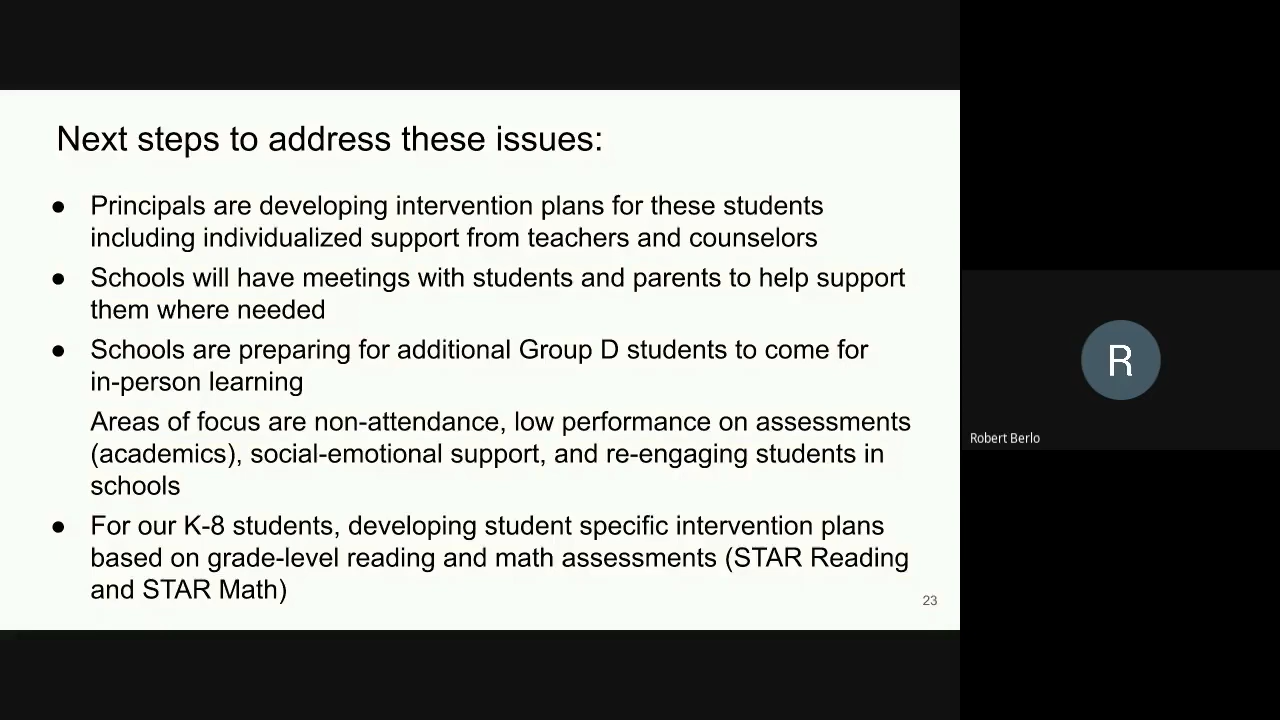 Next steps to address these issues:
● Principals are developing intervention plans for these students
including individualized support from teachers and counselors
● Schools will have meetings with students and parents to help support
them where needed
● Schools are preparing for additional Group D students to come for
in-person learning
Areas of focus are non-attendance, low performance on assessments
(academics), social-emotional support, and re-engaging students in
schools
● For our K-8 students, developing student specific intervention plans
based on grade-level reading and math assessments (STAR Reading
and STAR Math)
23
R
Robert Berlo